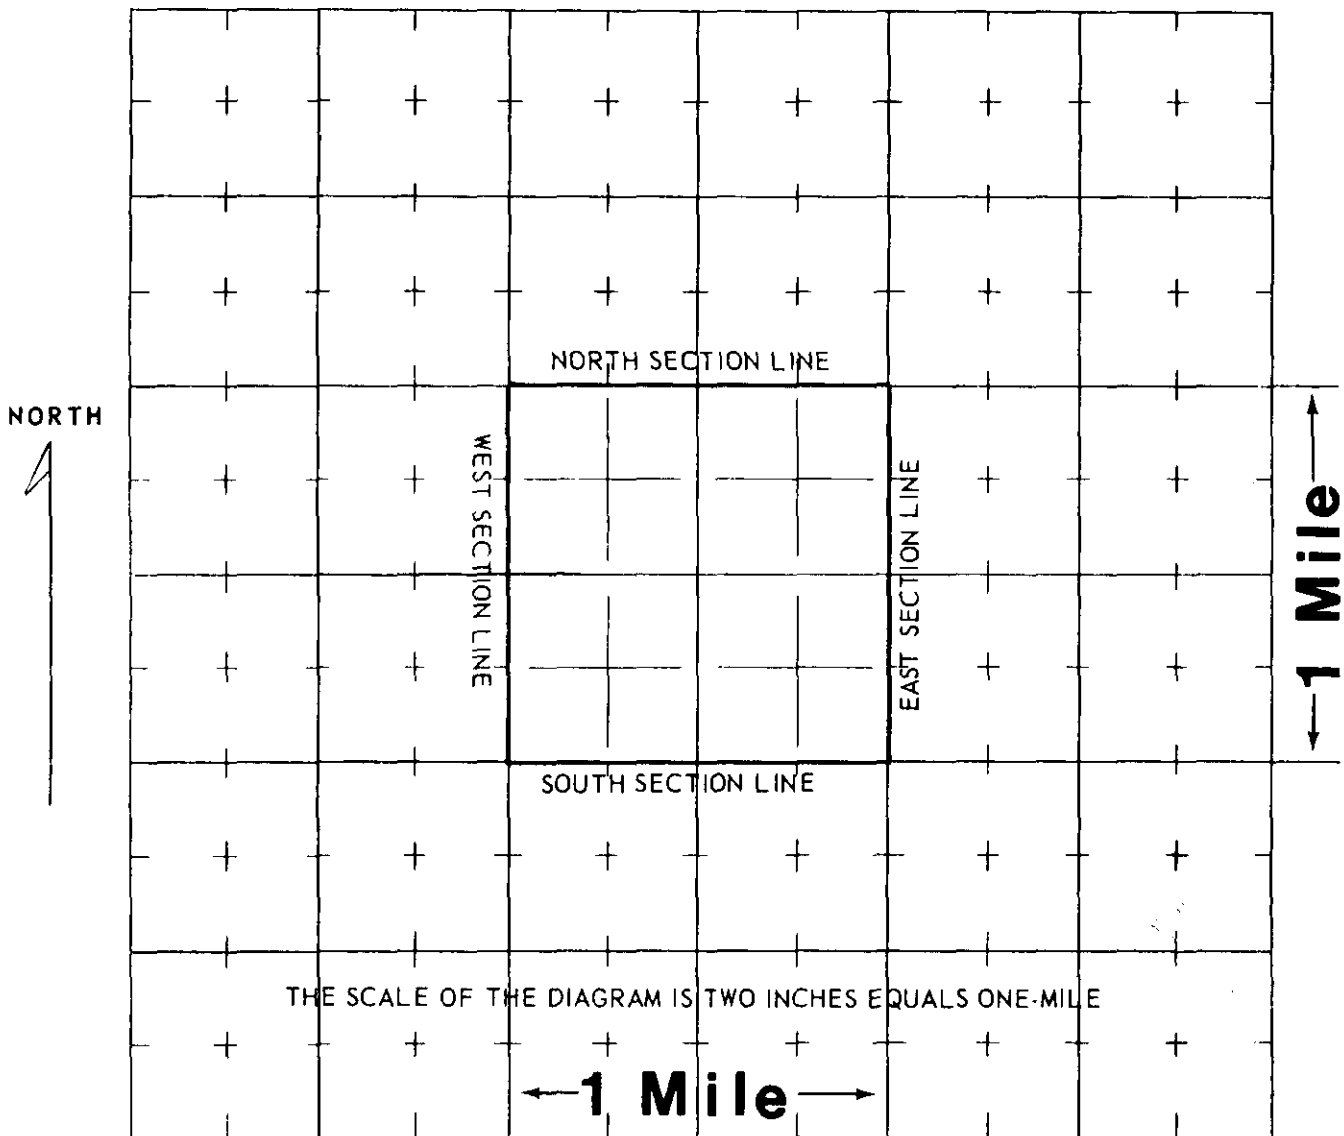 NORTH SECTION LINE
NORTH
WEST SECTION LINE
EAST SECTION LINE
1 Mile
SOUTH SECTION LINE
THE SCALE OF THE DIAGRAM IS TWO INCHES EQUALS ONE-MILE
1 Mile